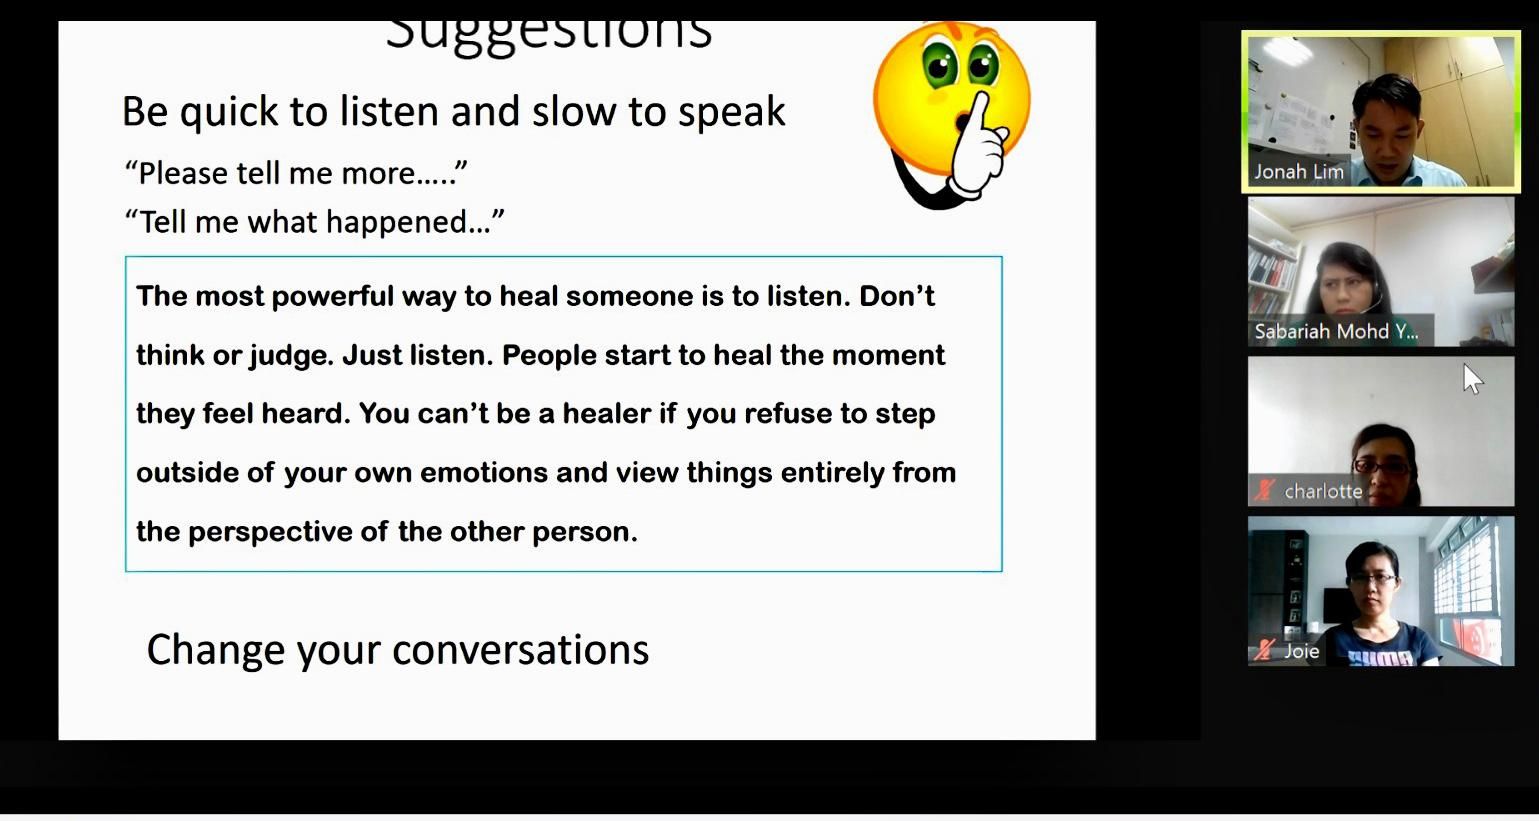 Suggestions
Be quick to listen and slow to speak
“Please tell me more.....”
“Tell me what happened...”
The most powerful way to heal someone is to listen. Don’t
think or judge. Just listen. People start to heal the moment
they feel heard. You can’t be a healer if you refuse to step
outside of your own emotions and view things entirely from
the perspective of the other person.
Change your conversations
Jonah Lim
Sabariah Mohd Y...
charlotte
Joie
PUMA